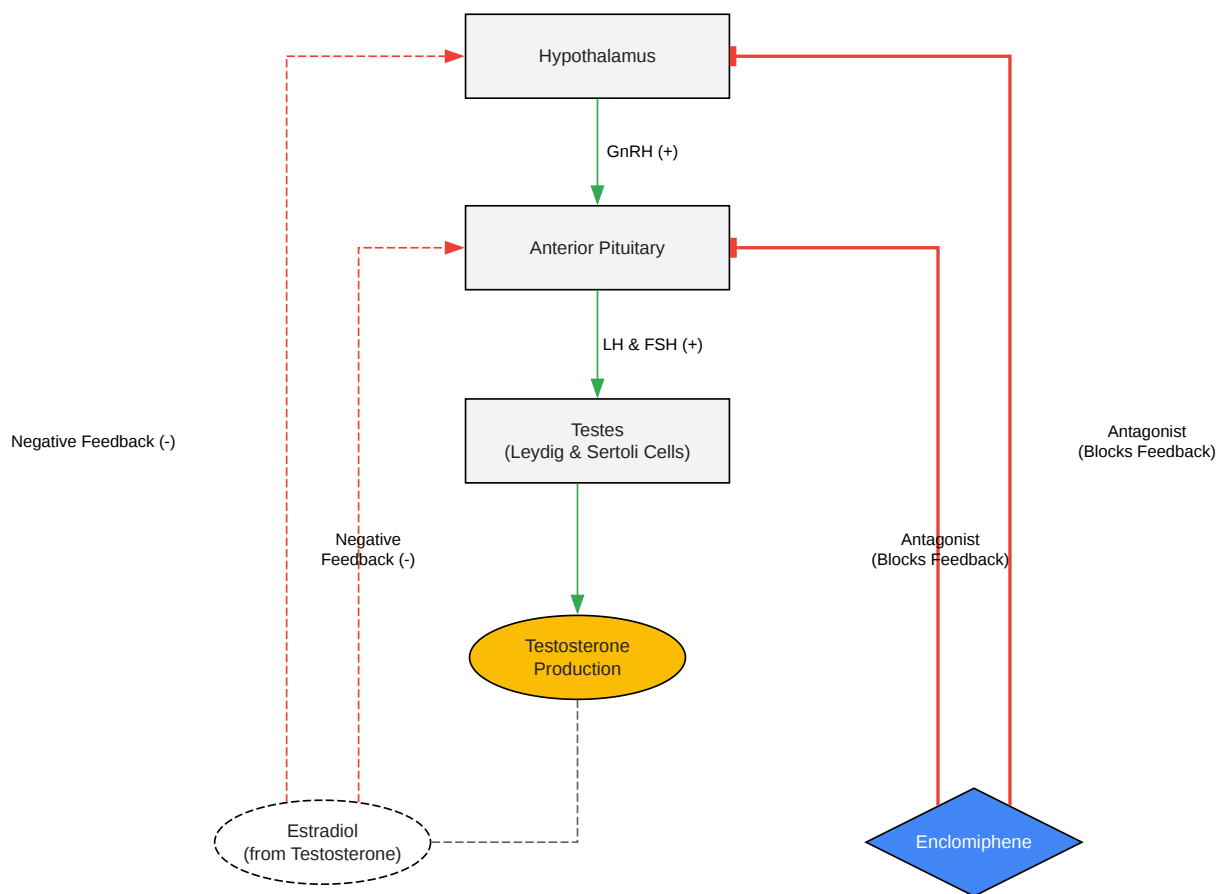 Hypothalamus
GnRH (+)
Anterior Pituitary
LH & FSH (+)
Testes
(Leydig & Sertoli Cells)
Negative Feedback (-)
Antagonist
(Blocks Feedback)
Negative
Feedback (-)
Antagonist
(Blocks Feedback)
Testosterone
Production
Estradiol
(from Testosterone)
Enclomiphene